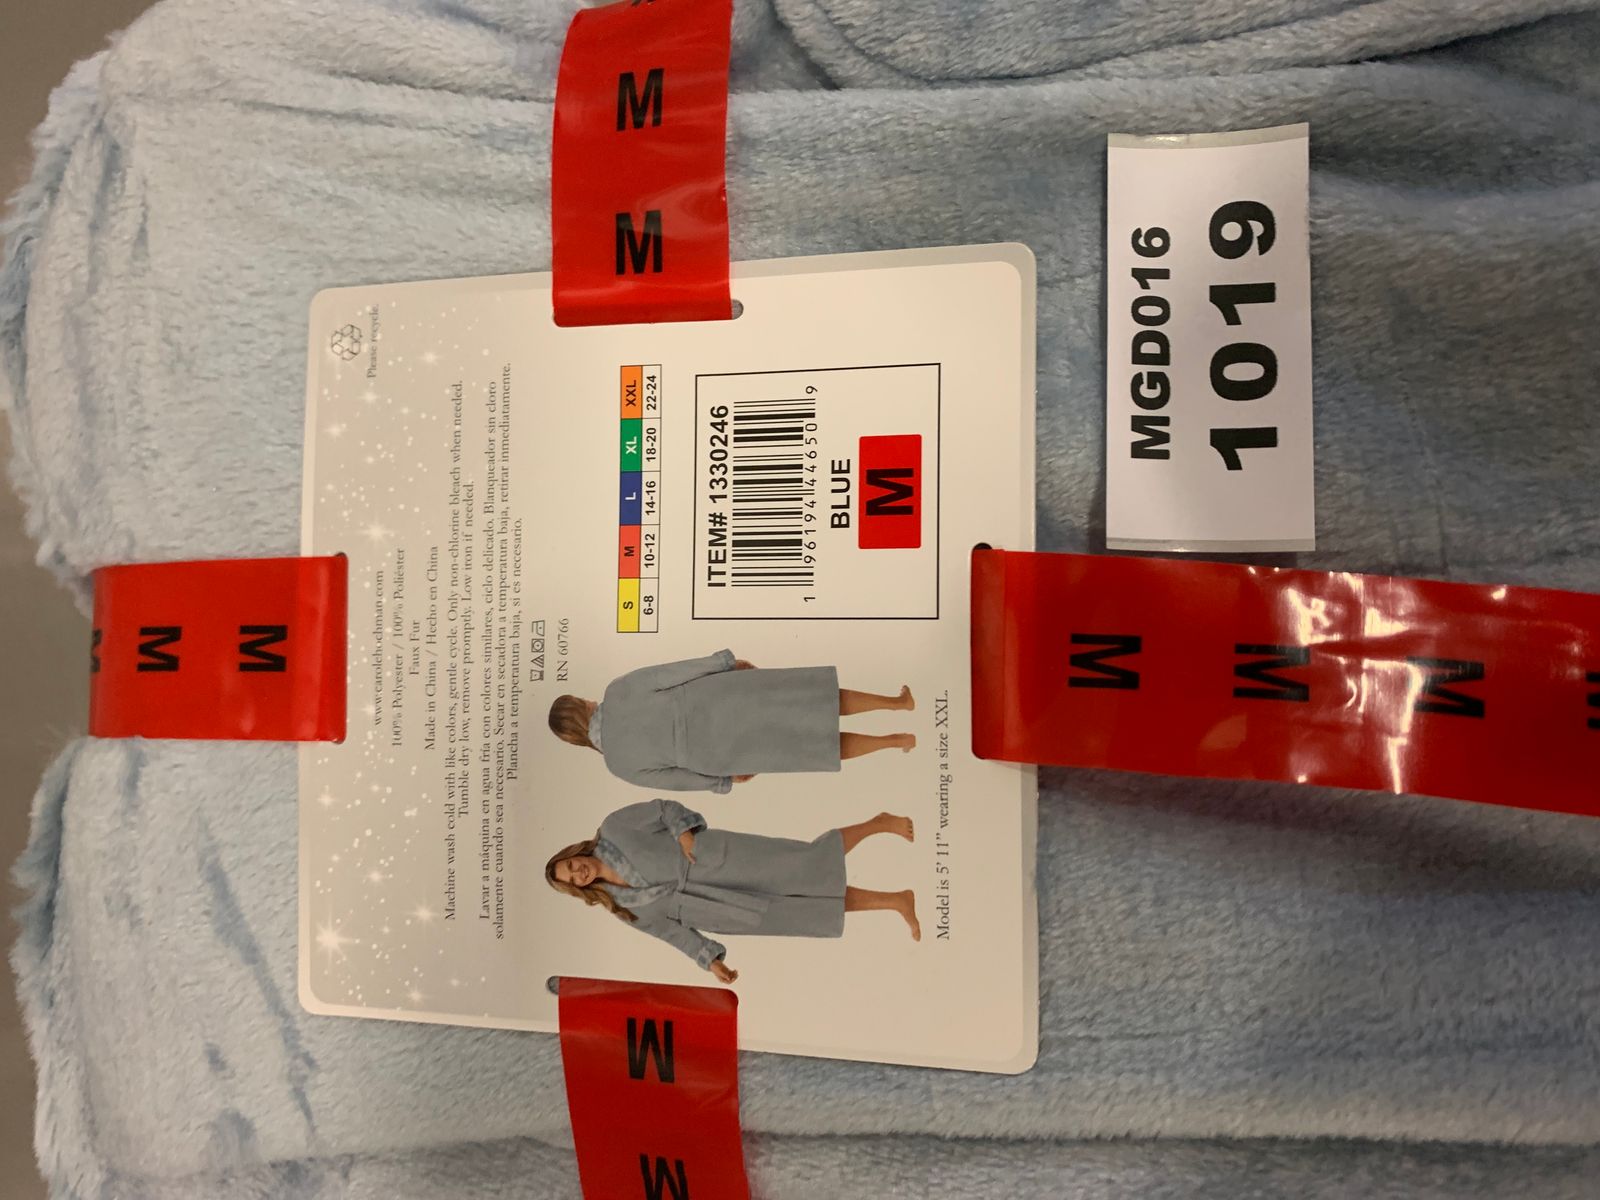 Please recycle.
www.carolehochman.com
100% Polyester / 100% Poliéster
Faux Fur
Made in China / Hecho en China
Machine wash cold with like colors, gentle cycle. Only non-chlorine bleach when needed.
Tumble dry low, remove promptly. Low iron if needed.
Lavar a máquina en agua fría con colores similares, ciclo delicado. Blanqueador sin cloro
solamente cuando sea necesario. Secar en secadora a temperatura baja, retirar inmediatamente.
Plancha a temperatura baja, si es necesario.
RN 60766
S M L XL XXL
6-8 10-12 14-16 18-20 22-24
ITEM# 1330246
1 96194 44650 9
BLUE
M
Model is 5' 11” wearing a size XXL.
M
M
M
M
M
M
M
M
M
M
M
MGD016
1019